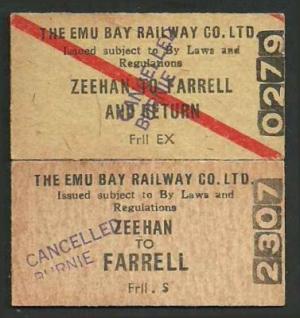 THE EMU BAY RAILWAY CO. LTD.
Issued subject to By Laws and
Regulations
ZEEHAN TO FARRELL
AND RETURN
Frll EX
0279
CANCELLED
BURNIE
THE EMU BAY RAILWAY CO. LTD.
Issued subject to By Laws and
Regulations
ZEEHAN
TO
FARRELL
Frll. S
2307
CANCELLED
BURNIE